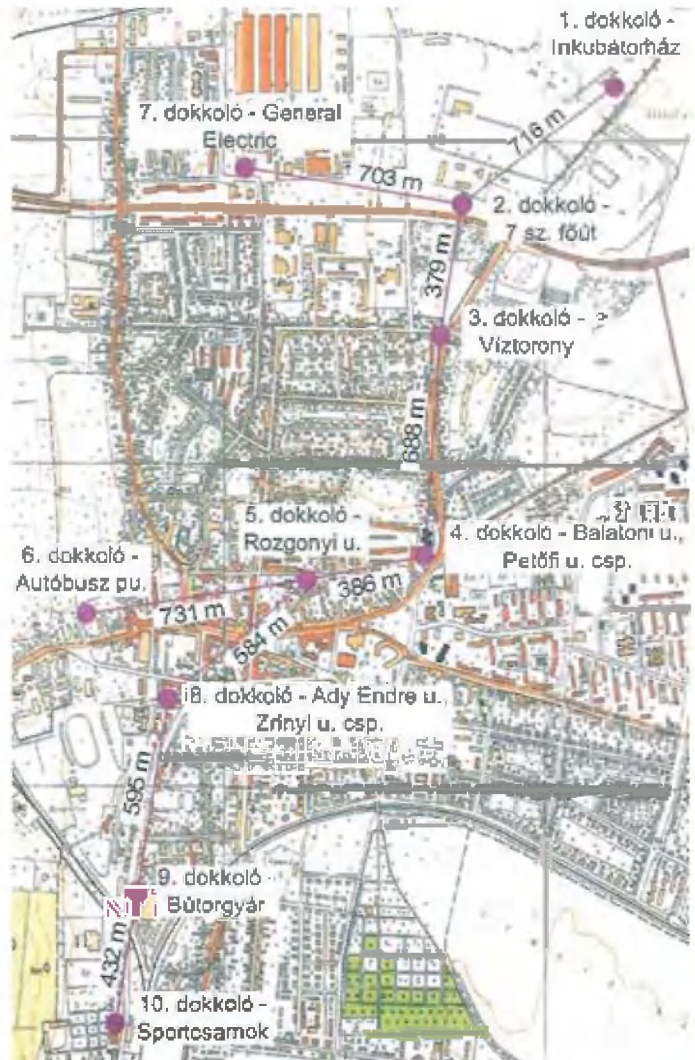 1. dokkoló -
Inkubátorház
7. dokkoló - General
Electric
716 m
703 m
2. dokkoló -
7 sz. főút
379 m
3. dokkoló -
Víztorony
688 m
5. dokkoló -
Rozgonyi u.
4. dokkoló - Balatoni u.,
Petőfi u. csp.
6. dokkoló -
Autóbusz pu.
386 m
731 m
584 m
8. dokkoló - Ady Endre u.,
Zrínyi u. csp.
595 m
9. dokkoló -
Bútorgyár
432 m
10. dokkoló -
Sportcsarnok